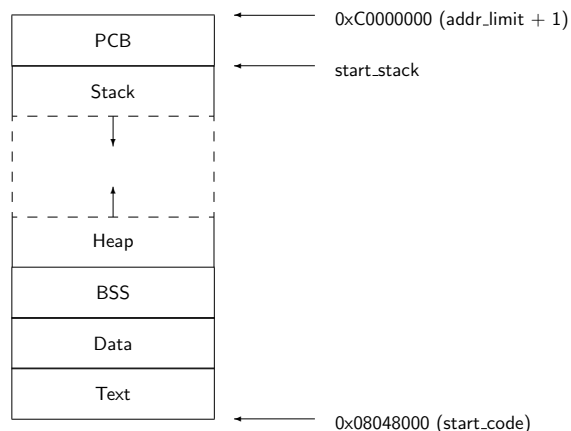 0xC0000000 (addr_limit + 1)
PCB
start_stack
Stack
Heap
BSS
Data
Text
0x08048000 (start_code)